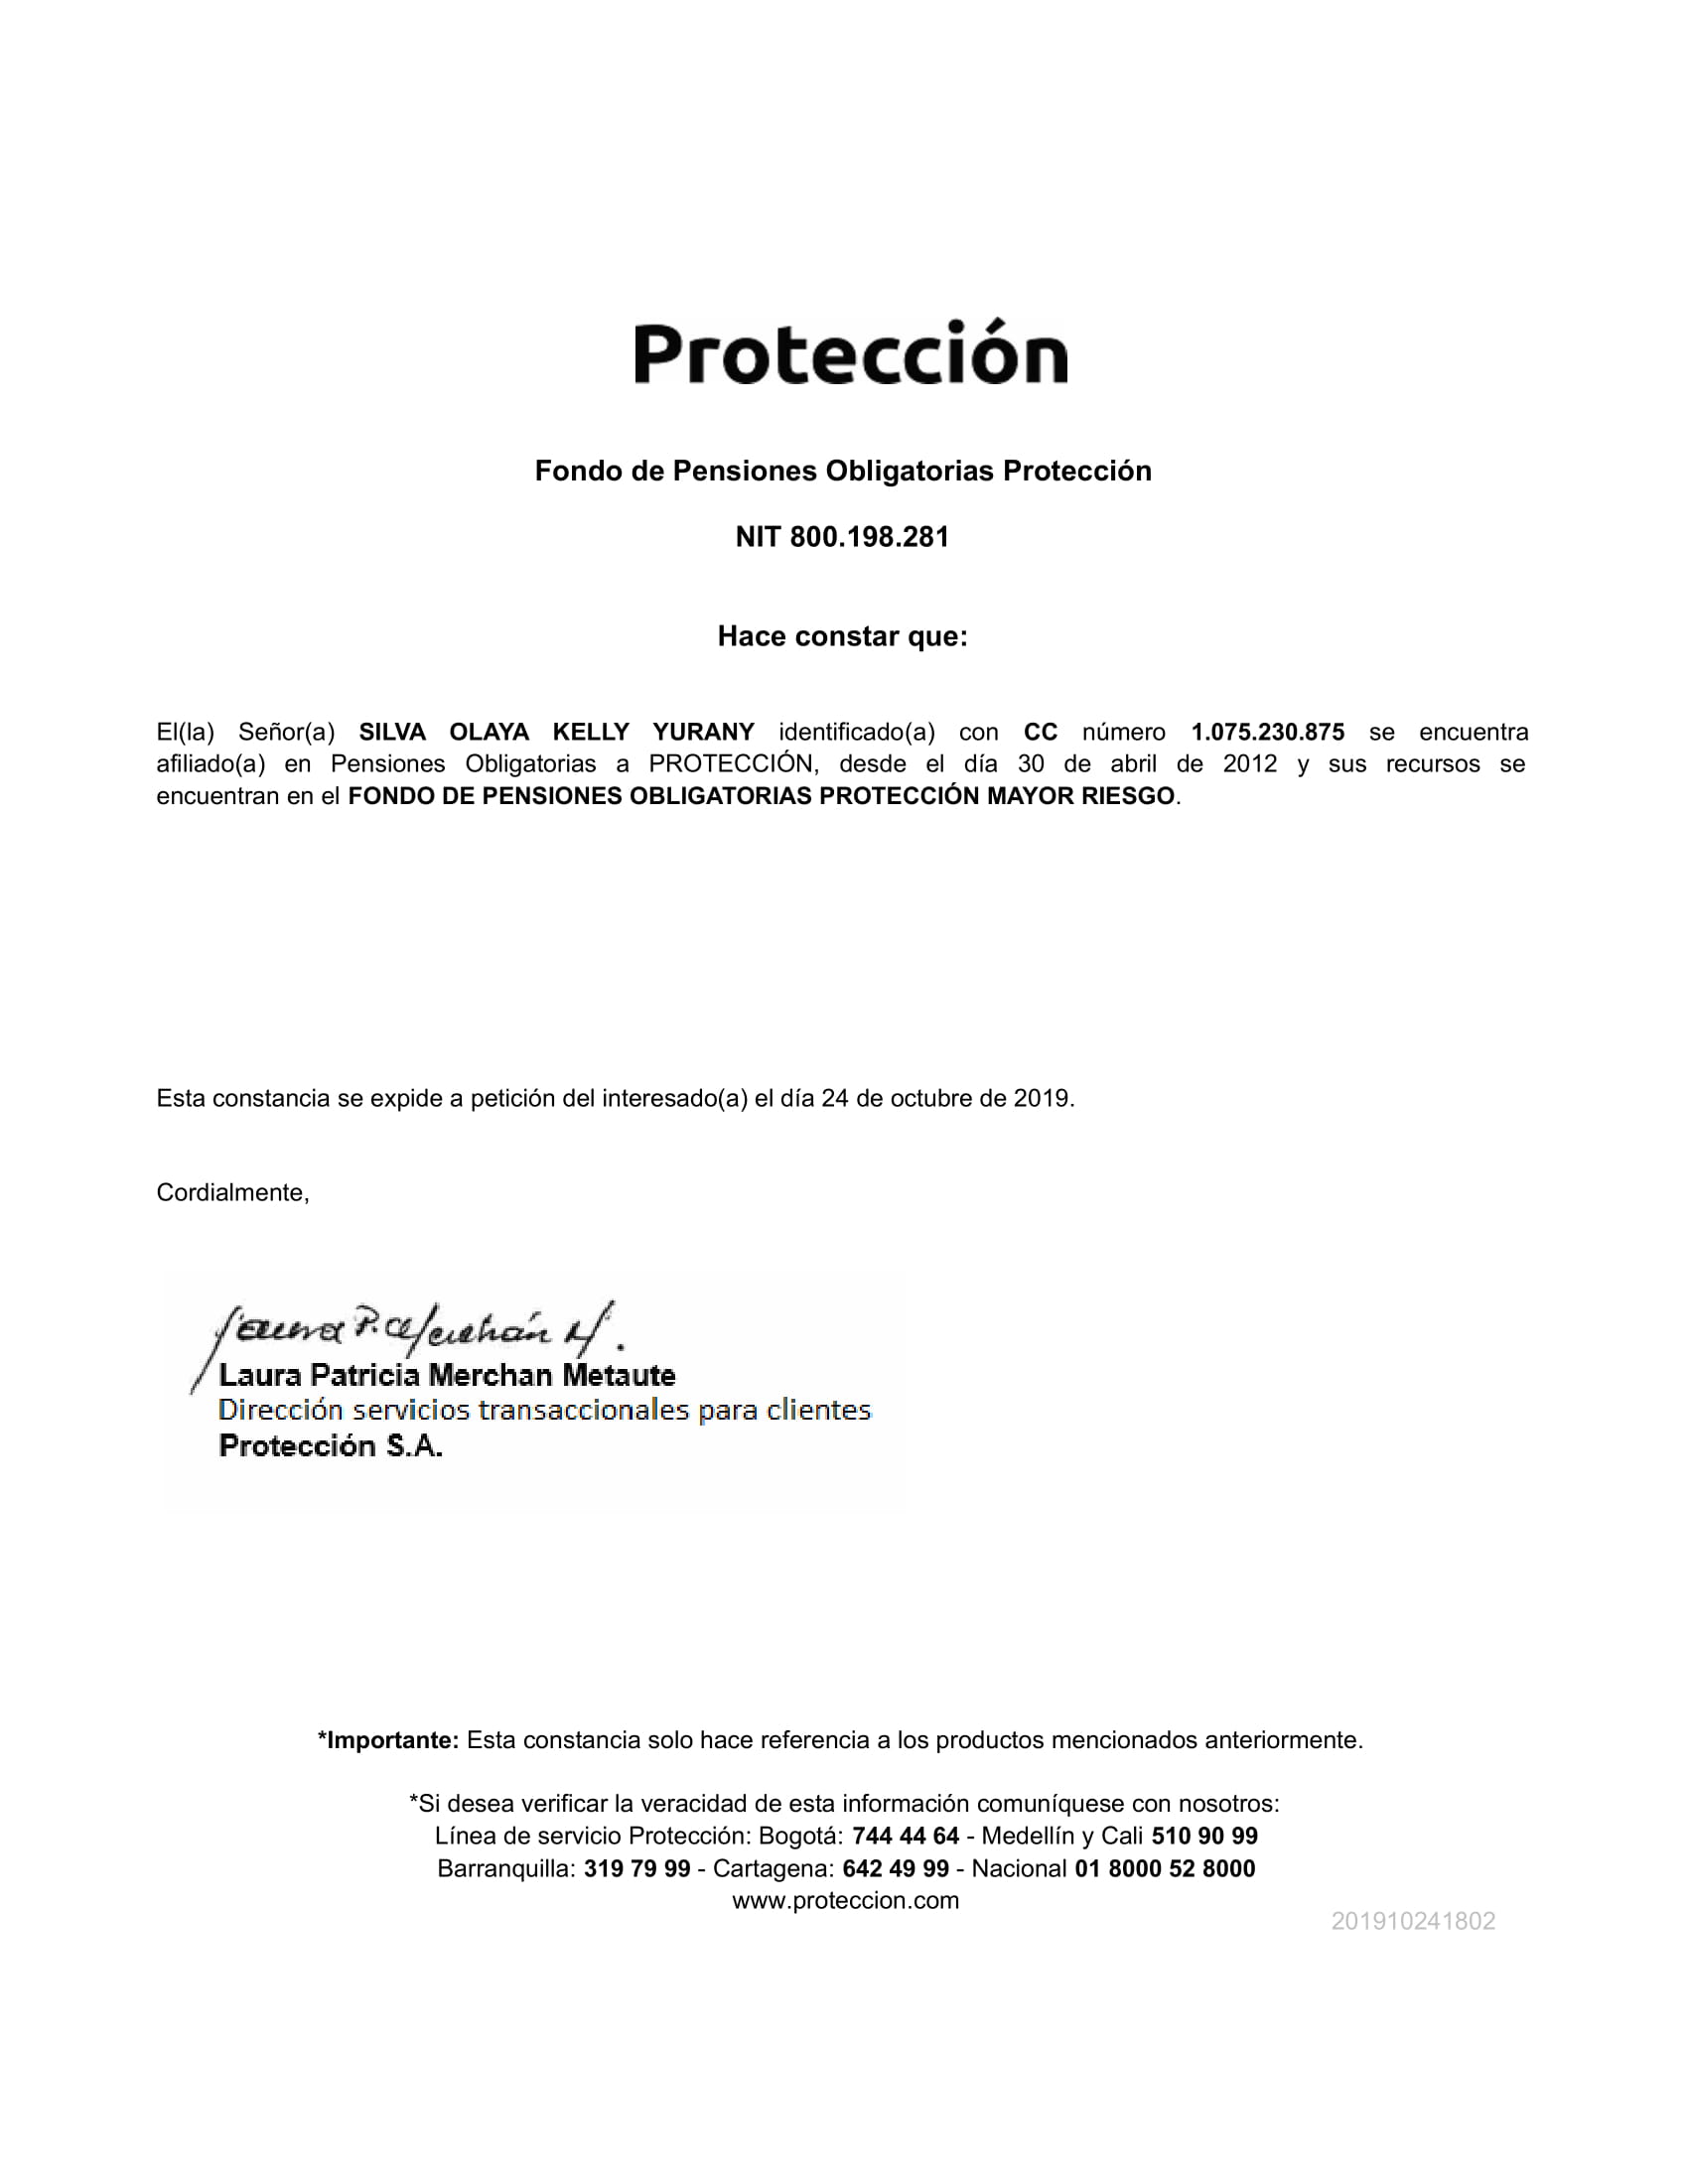 Protección
Fondo de Pensiones Obligatorias Protección
NIT 800.198.281
Hace constar que:
El(la) Señor(a) SILVA OLAYA KELLY YURANY identificado(a) con CC número 1.075.230.875 se encuentra
afiliado(a) en Pensiones Obligatorias a PROTECCIÓN, desde el día 30 de abril de 2012 y sus recursos se
encuentran en el FONDO DE PENSIONES OBLIGATORIAS PROTECCIÓN MAYOR RIESGO.
Esta constancia se expide a petición del interesado(a) el día 24 de octubre de 2019.
Cordialmente,
Laura P. Merchán M.
Laura Patricia Merchan Metaute
Dirección servicios transaccionales para clientes
Protección S.A.
*Importante: Esta constancia solo hace referencia a los productos mencionados anteriormente.
*Si desea verificar la veracidad de esta información comuníquese con nosotros:
Línea de servicio Protección: Bogotá: 744 44 64 - Medellín y Cali 510 90 99
Barranquilla: 319 79 99 - Cartagena: 642 49 99 - Nacional 01 8000 52 8000
www.proteccion.com
201910241802